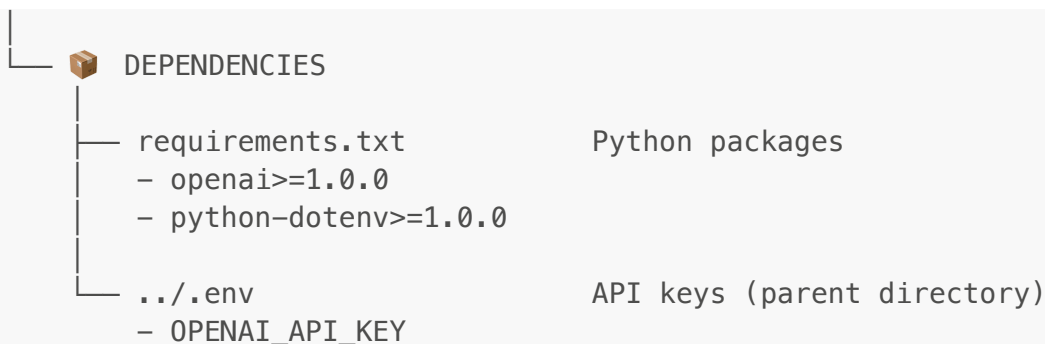 📦 DEPENDENCIES
requirements.txt Python packages
- openai>=1.0.0
- python-dotenv>=1.0.0
../.env API keys (parent directory)
- OPENAI_API_KEY